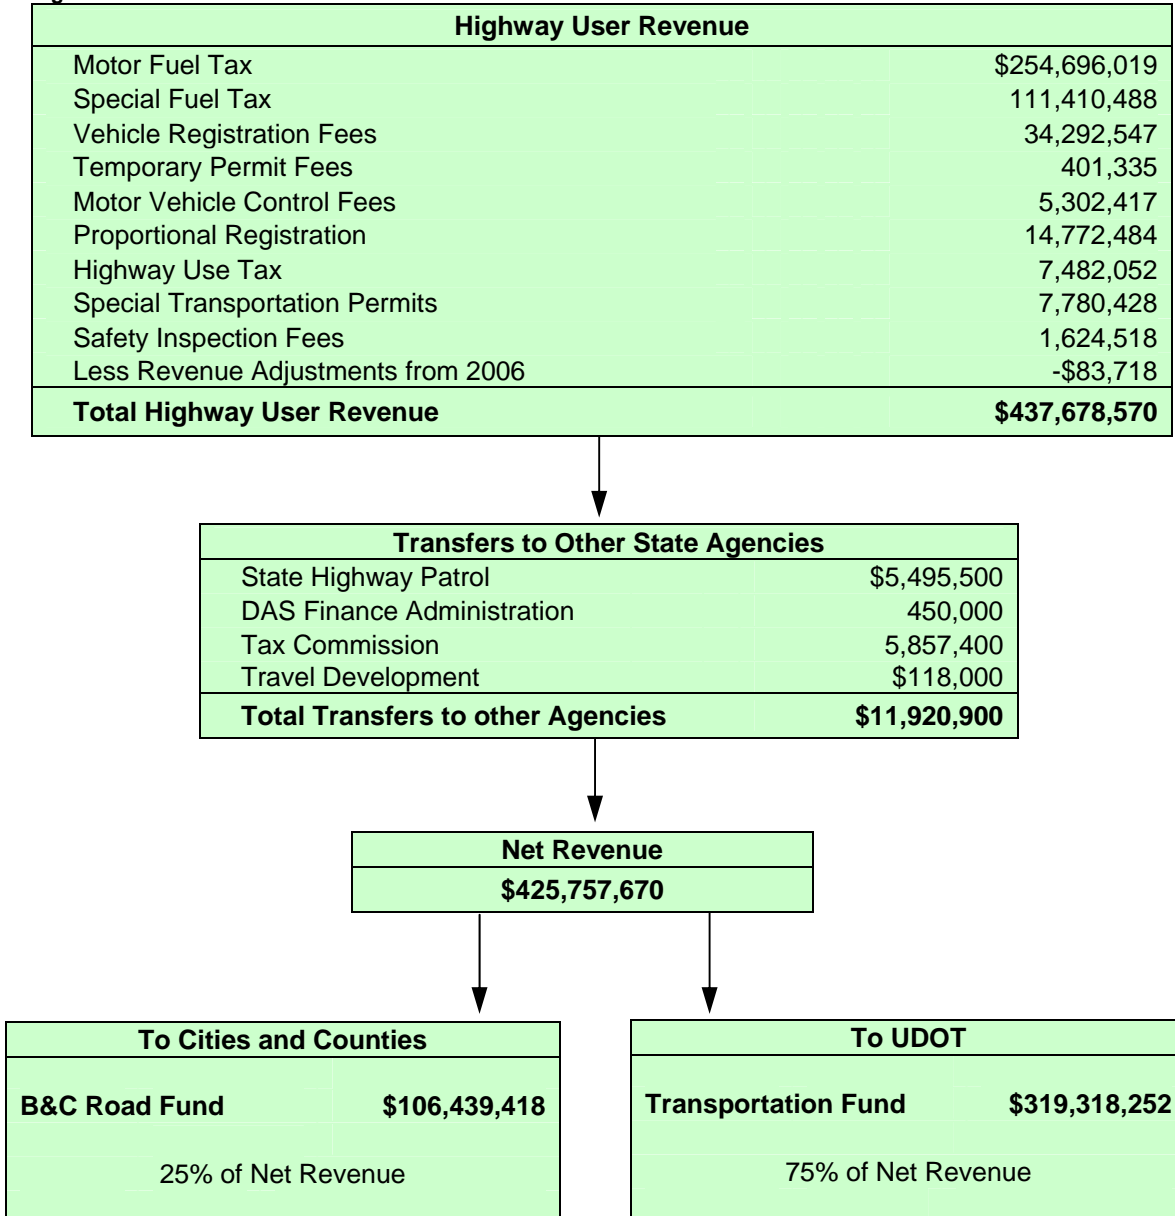 Highway User Revenue
Motor Fuel Tax $254,696,019
Special Fuel Tax 111,410,488
Vehicle Registration Fees 34,292,547
Temporary Permit Fees 401,335
Motor Vehicle Control Fees 5,302,417
Proportional Registration 14,772,484
Highway Use Tax 7,482,052
Special Transportation Permits 7,780,428
Safety Inspection Fees 1,624,518
Less Revenue Adjustments from 2006 -$83,718
Total Highway User Revenue $437,678,570
Transfers to Other State Agencies
State Highway Patrol $5,495,500
DAS Finance Administration 450,000
Tax Commission 5,857,400
Travel Development $118,000
Total Transfers to other Agencies $11,920,900
Net Revenue
$425,757,670
To Cities and Counties
B&C Road Fund $106,439,418
25% of Net Revenue
To UDOT
Transportation Fund $319,318,252
75% of Net Revenue